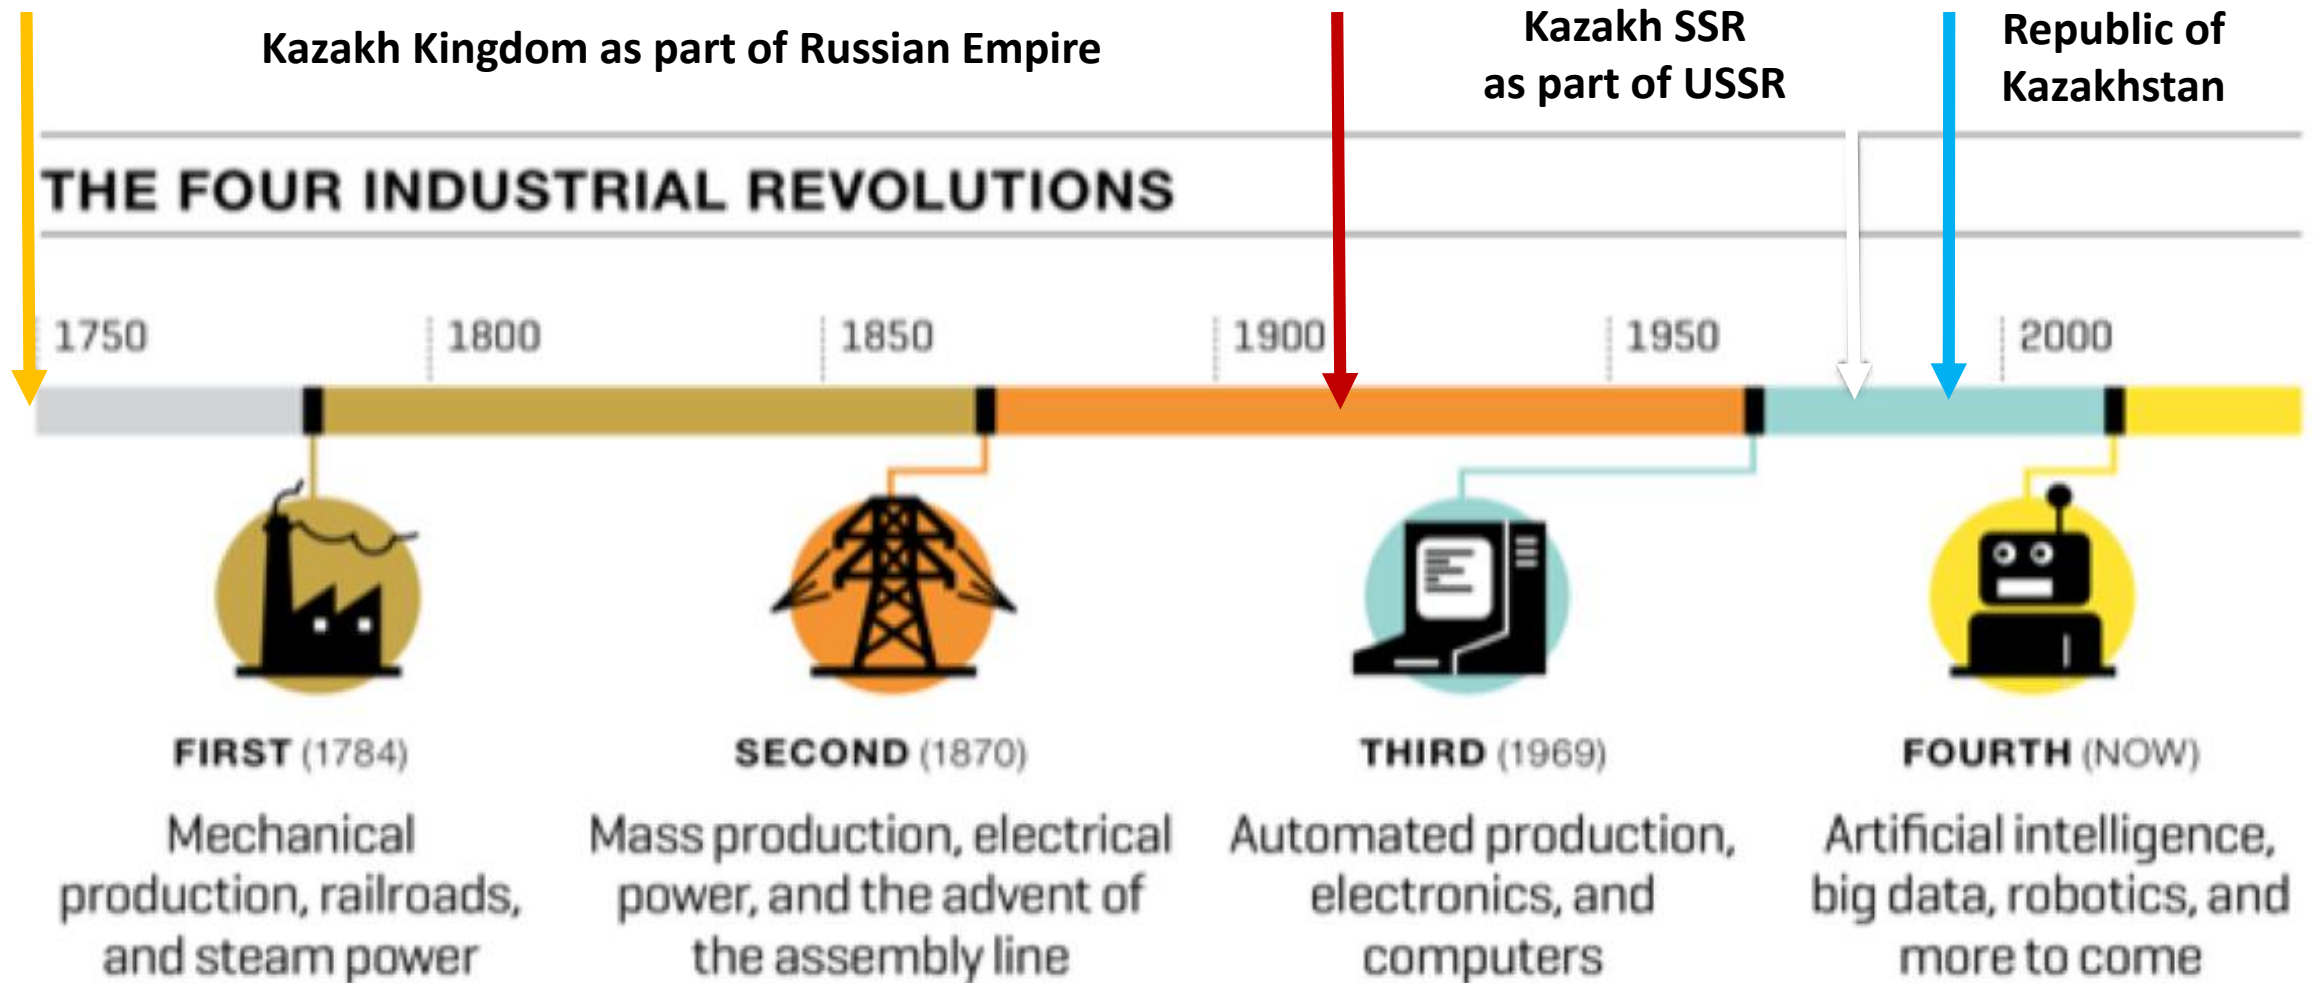 Kazakh Kingdom as part of Russian Empire
Kazakh SSR
as part of USSR
Republic of
Kazakhstan
THE FOUR INDUSTRIAL REVOLUTIONS
1750
1800
1850
1900
1950
2000
FIRST (1784)
Mechanical
production, railroads,
and steam power
SECOND (1870)
Mass production, electrical
power, and the advent of
the assembly line
THIRD (1969)
Automated production,
electronics, and
computers
FOURTH (NOW)
Artificial intelligence,
big data, robotics, and
more to come